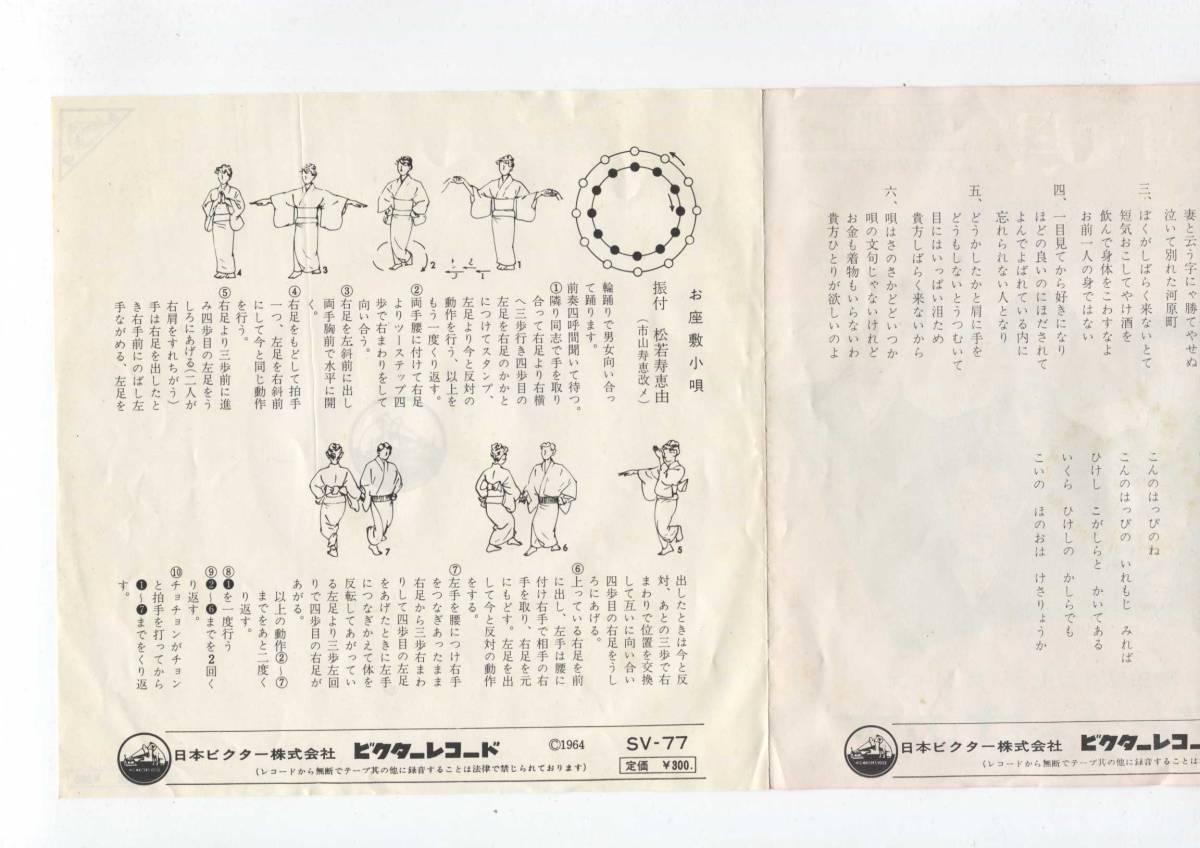 妻と云う字にゃ勝てやせぬ
泣いて別れた河原町
三、ぼくがしばらく来ないとて
短気おこしてやけ酒を
飲んで身体をこわすなよ
お前一人の身ではない
四、一目見てから好きになり
ほどの良いのにほだされて
よんでよばれている内に
忘れられない人となり
五、どうかしたかと肩に手を
どうもしないとうつむいて
目にはいっぱい泪ため
貴方しばらく来ないから
六、唄はさのさかどどいつか
唄の文句じゃないけれど
お金も着物もいらないわ
貴方ひとりが欲しいのよ
こんのはっぴのね
こんのはっぴの いれもじ みれば
ひけし こがしらと かいてある
いくら ひけしの かしらでも
こいの ほのおは けさりょうか
日本ビクター株式会社 ビクターレコー
(レコードから無断でテープ其の他に録音することは法律で禁じられて
お座敷小唄
振付 松若寿恵由
(市山寿恵改メ)
輪踊りで男女向い合っ
て踊ります。
前奏四呼間聞いて待つ。
①隣り同志で手を取り
合って右足より右横
へ三歩行き四歩目の
左足を右足のかかと
につけてスタンプ、
左足より今と反対の
動作を行う、以上を
もう一度くり返す。
②両手腰に付けて右足
よりツーステップ四
歩で右まわりをして
向い合う。
③右足を左斜前に出し
両手胸前で水平に開
く。
④右足をもどして拍手
一つ、左足を右斜前
にして今と同じ動作
を行う。
⑤右足より三歩前に進
み四歩目の左足をう
しろにあげる(二人が
右肩をすれちがう)
手は右足を出したと
き右手前にのばし左
手ながめる、左足を
1
2
3
4
出したときは今と反
対、あとの三歩で右
まわりで位置を交換
して互いに向い合い
四歩目の右足をうし
ろにあげる。
⑥上っている右足を前
に出し、左手は腰に
付け右手で相手の右
手を取り、右足を元
にもどす。左足を出
して今と反対の動作
をする。
⑦左手を腰につけ右手
をつなぎあったまま
右足から三歩右まわ
りして四歩目の左足
をあげたときに左手
につなぎかえて体を
反転してあがってい
る左足より三歩左回
りで四歩目の右足が
あがる。
以上の動作②〜⑦
までをあと二度く
り返す。
⑧❶を一度行う
⑨❷〜❻までを2回く
り返す。
⑩チョチョンがチョン
と拍手を打ってから
❶〜❼までをくり返
す。
5
6
7
日本ビクター株式会社 ビクターレコード ©1964 SV-77
(レコードから無断でテープ其の他に録音することは法律で禁じられております) 定価 ¥300.